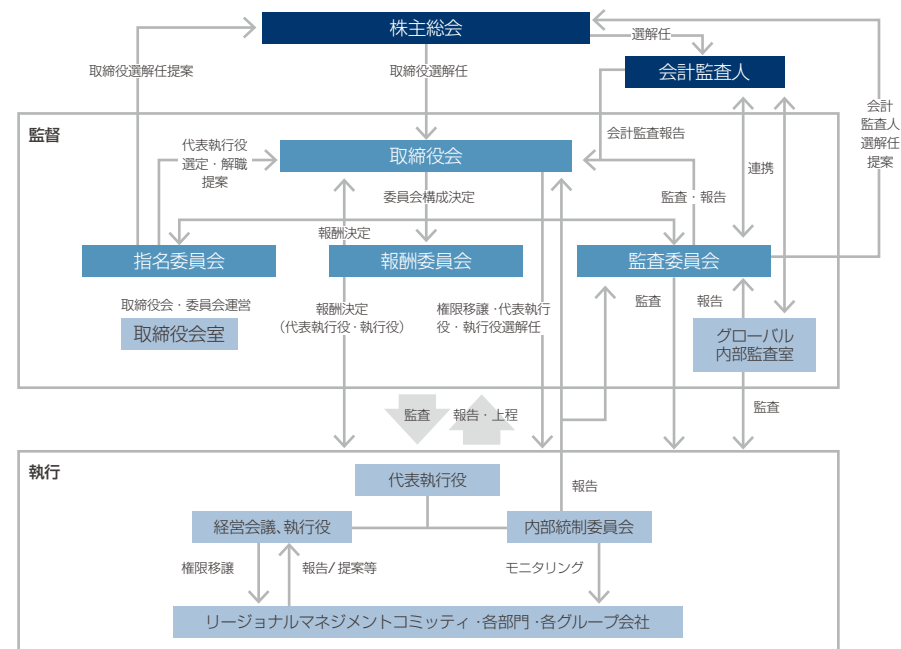 株主総会
選解任
会計監査人
取締役選解任提案
取締役選解任
会計
監査人
選解任
提案
監督
会計監査報告
代表執行役
選定・解職
提案
取締役会
連携
委員会構成決定
監査・報告
報酬決定
指名委員会
報酬委員会
監査委員会
取締役会・委員会運営
取締役会室
報酬決定
（代表執行役・執行役）
権限移譲・代表執行
役・執行役選解任
監査
報告
グローバル
内部監査室
監査
報告・上程
監査
執行
代表執行役
報告
経営会議、執行役
内部統制委員会
権限移譲
報告/提案等
モニタリング
リージョナルマネジメントコミッティ・各部門・各グループ会社